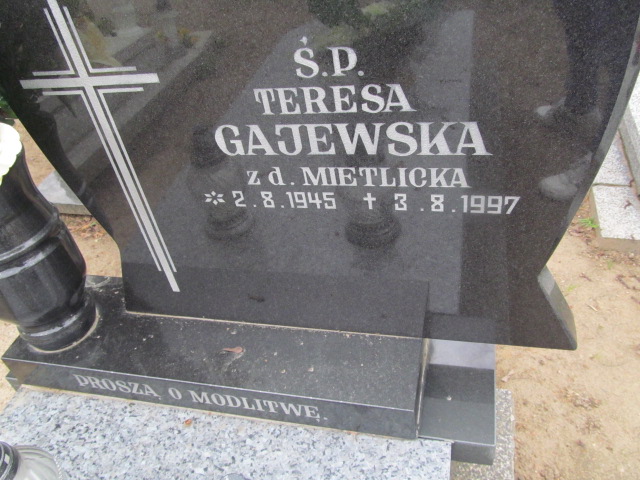 Ś.P.
TERESA
GAJEWSKA
z d. MIETLICKA
* 2.8.1945 † 3.8.1997
PROSZĄ O MODLITWĘ.